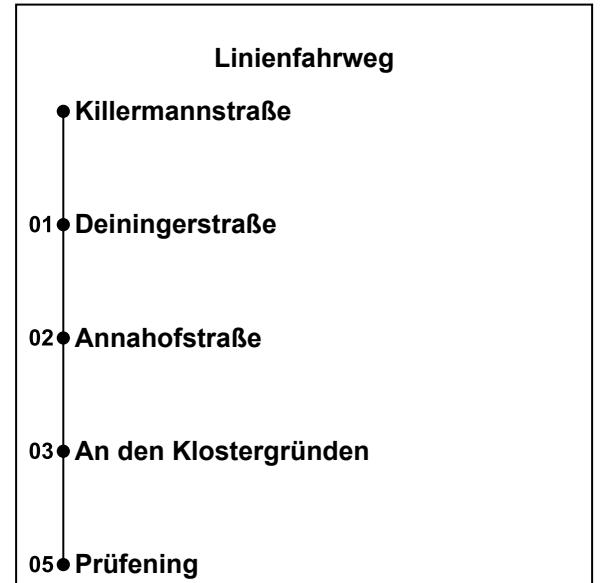 Linienfahrweg
Killermannstraße
01 Deiningerstraße
02 Annahofstraße
03 An den Klostergründen
05 Prüfening